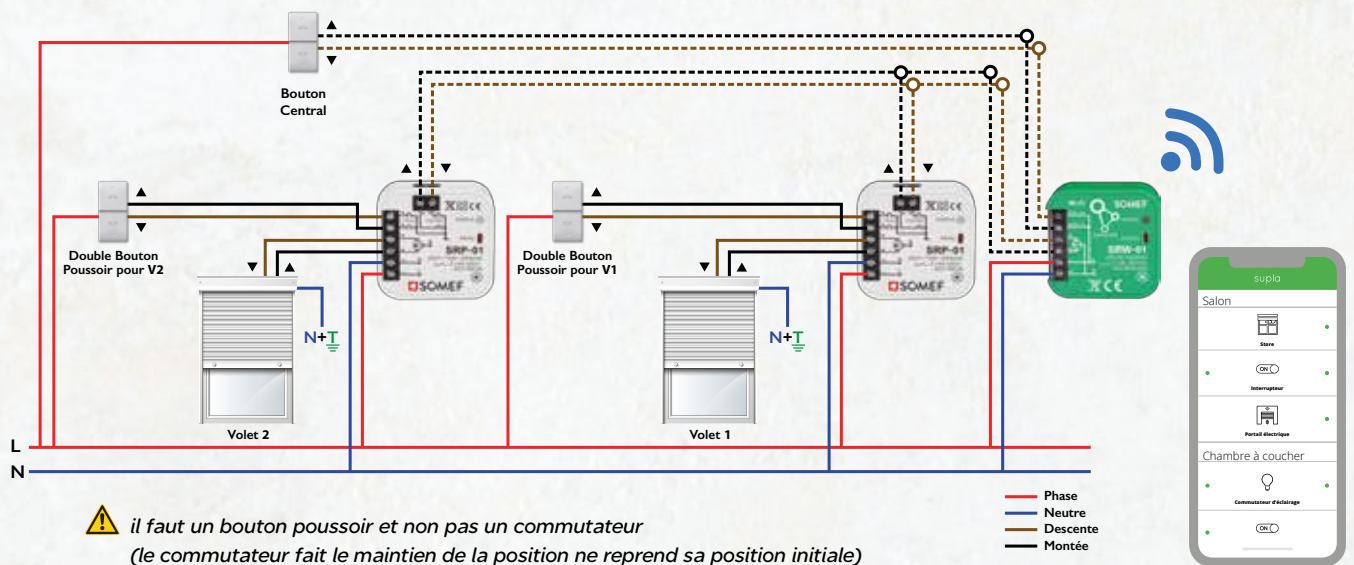 Bouton
Central
Double Bouton
Poussoir pour V2
SRP-01
SOMEF
Double Bouton
Poussoir pour V1
SRP-01
SOMEF
SOMEF
SRW-01
N+T
N+T
Volet 2
Volet 1
L
N
Phase
Neutre
Descente
Montée
il faut un bouton poussoir et non pas un commutateur
(le commutateur fait le maintien de la position ne reprend sa position initiale)
supla
Salon
Store
ON
Interrupteur
Portail électrique
Chambre à coucher
Commutateur d'éclairage
ON